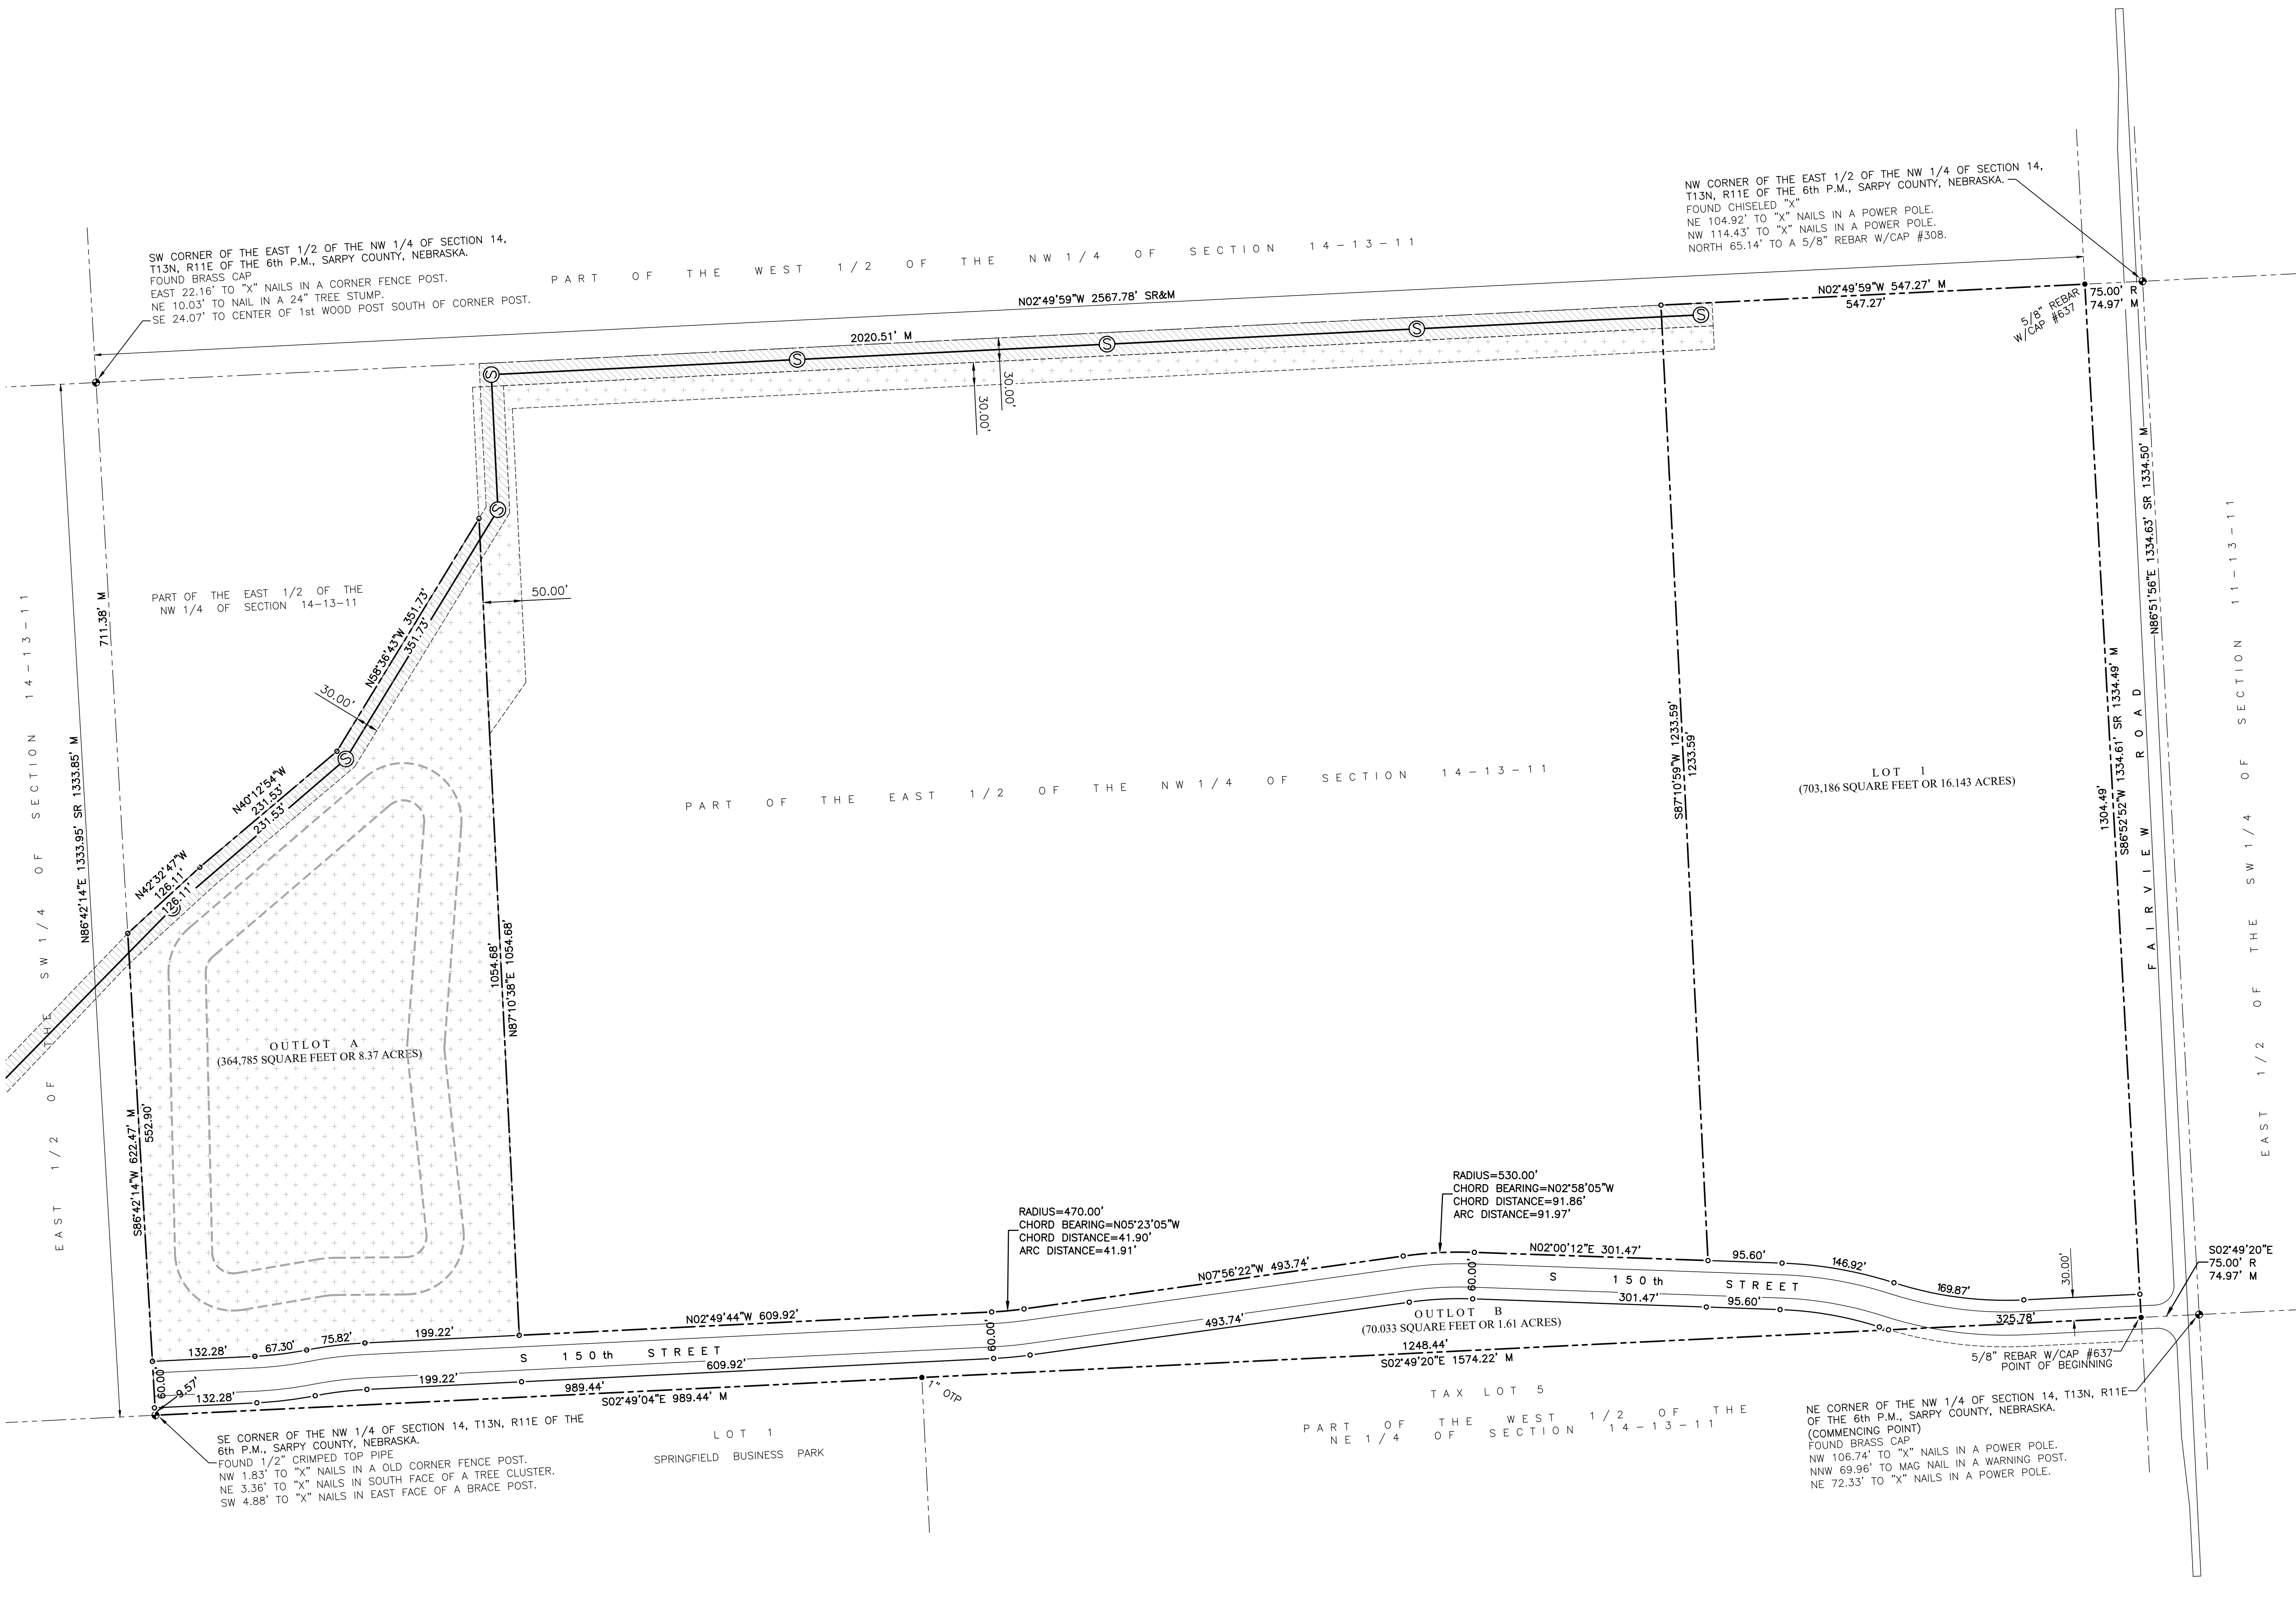 NW CORNER OF THE EAST 1/2 OF THE NW 1/4 OF SECTION 14,
T13N, R11E OF THE 6th P.M., SARPY COUNTY, NEBRASKA.
FOUND CHISELED "X"
NE 104.92' TO "X" NAILS IN A POWER POLE.
NW 114.43' TO "X" NAILS IN A POWER POLE.
NORTH 65.14' TO A 5/8" REBAR W/CAP #308.
SW CORNER OF THE EAST 1/2 OF THE NW 1/4 OF SECTION 14,
T13N, R11E OF THE 6th P.M., SARPY COUNTY, NEBRASKA.
FOUND BRASS CAP
EAST 22.16' TO "X" NAILS IN A CORNER FENCE POST.
NE 10.03' TO NAIL IN A 24" TREE STUMP.
SE 24.07' TO CENTER OF 1st WOOD POST SOUTH OF CORNER POST.
PART OF THE WEST 1/2 OF THE NW 1/4 OF SECTION 14-13-11
N02°49'59"W 2567.78' SR&M
2020.51' M
N02°49'59"W 547.27' M
547.27'
75.00' R
74.97' M
5/8" REBAR
W/CAP #637
S
S
S
S
S
30.00'
30.00'
S
50.00'
PART OF THE EAST 1/2 OF THE
NW 1/4 OF SECTION 14-13-11
711.38' M
N86°42'14"E 1333.95' SR 1333.85' M
EAST 1/2 OF THE SW 1/4 OF SECTION 14-13-11
N58°36'43"W 351.73'
351.73'
30.00'
S
N40°12'54"W
231.53'
231.53'
N42°32'47"W
126.11'
126.11'
PART OF THE EAST 1/2 OF THE NW 1/4 OF SECTION 14-13-11
S87°10'59"W 1233.59'
1233.59'
LOT 1
(703,186 SQUARE FEET OR 16.143 ACRES)
1304.49'
S86°52'52"W 1334.61' SR 1334.49' M
FAIRVIEW ROAD
N86°51'56"E 1334.63' SR 1334.50' M
EAST 1/2 OF THE SW 1/4 OF SECTION 11-13-11
1054.68'
N87°10'38"E 1054.68'
OUTLOT A
(364,785 SQUARE FEET OR 8.37 ACRES)
S86°42'14"W 622.47' M
552.90'
RADIUS=470.00'
CHORD BEARING=N05°23'05"W
CHORD DISTANCE=41.90'
ARC DISTANCE=41.91'
RADIUS=530.00'
CHORD BEARING=N02°58'05"W
CHORD DISTANCE=91.86'
ARC DISTANCE=91.97'
N02°49'44"W 609.92'
N07°56'22"W 493.74'
N02°00'12"E 301.47'
95.60'
146.92'
169.87'
30.00'
S02°49'20"E
75.00' R
74.97' M
132.28'
67.30'
75.82'
199.22'
S 150th STREET
60.00'
60.00'
60.00'
S 150th STREET
9.57'
132.28'
199.22'
609.92'
493.74'
301.47'
95.60'
325.78'
OUTLOT B
(70.033 SQUARE FEET OR 1.61 ACRES)
989.44'
S02°49'04"E 989.44' M
1" OTP
1248.44'
S02°49'20"E 1574.22' M
5/8" REBAR W/CAP #637
POINT OF BEGINNING
SE CORNER OF THE NW 1/4 OF SECTION 14, T13N, R11E OF THE
6th P.M., SARPY COUNTY, NEBRASKA.
FOUND 1/2" CRIMPED TOP PIPE
NW 1.83' TO "X" NAILS IN A OLD CORNER FENCE POST.
NE 3.36' TO "X" NAILS IN SOUTH FACE OF A TREE CLUSTER.
SW 4.88' TO "X" NAILS IN EAST FACE OF A BRACE POST.
LOT 1
SPRINGFIELD BUSINESS PARK
TAX LOT 5
PART OF THE WEST 1/2 OF THE
NE 1/4 OF SECTION 14-13-11
NE CORNER OF THE NW 1/4 OF SECTION 14, T13N, R11E
OF THE 6th P.M., SARPY COUNTY, NEBRASKA.
(COMMENCING POINT)
FOUND BRASS CAP
NW 106.74' TO "X" NAILS IN A POWER POLE.
NNW 69.96' TO MAG NAIL IN A WARNING POST.
NE 72.33' TO "X" NAILS IN A POWER POLE.